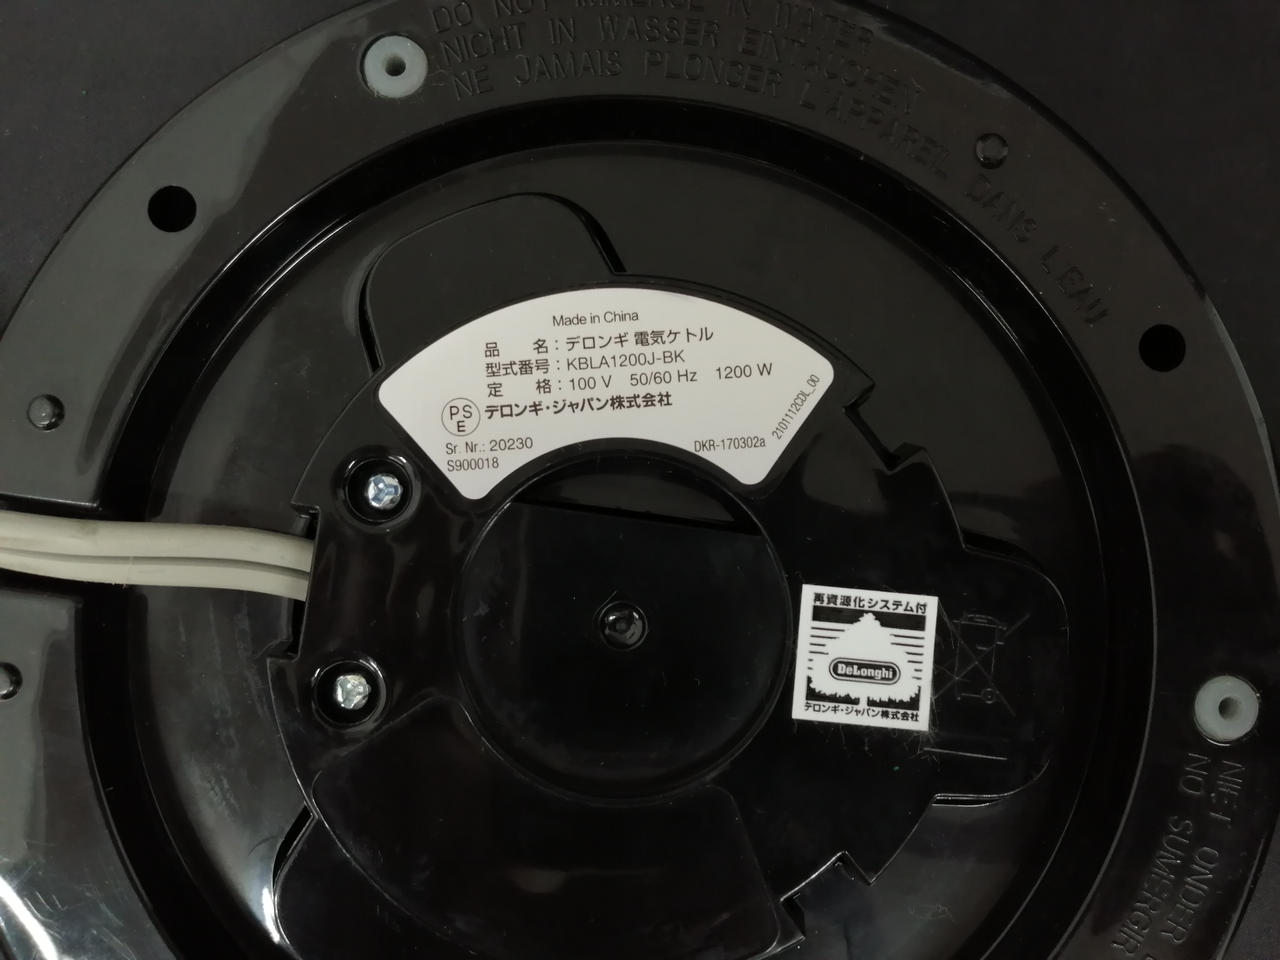 DO NOT IMMERGE IN WATER
NICHT IN WASSER EINTAUCHEN
NE JAMAIS PLONGER L'APPAREIL DANS L'EAU
Made in China
品 名：デロンギ 電気ケトル
型式番号：KBLA1200J-BK
定 格：100 V 50/60 Hz 1200 W
PS
E
デロンギ・ジャパン株式会社
Sr. Nr.: 20230
S900018
DKR-170302a
2101112CDL_00
再資源化システム付
DeLonghi
デロンギ・ジャパン株式会社
NIET ONDER
NO SUMERGIR